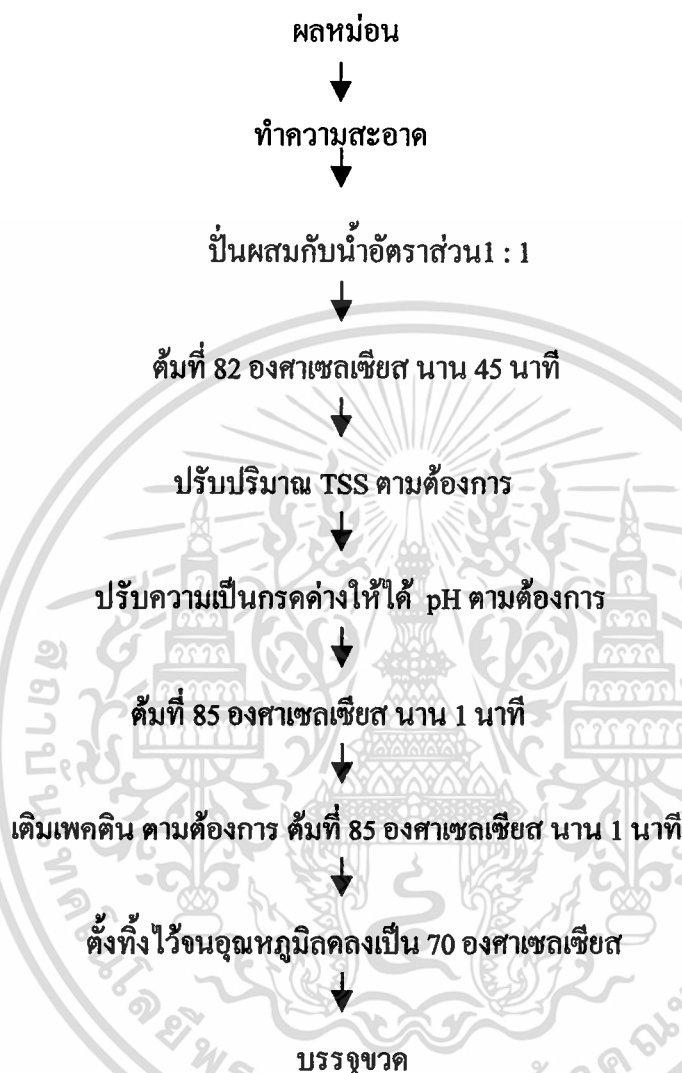 ผลหม่อน
ทำความสะอาด
ปั่นผสมกับน้ำอัตราส่วน1 : 1
ต้มที่ 82 องศาเซลเซียส นาน 45 นาที
ปรับปริมาณ TSS ตามต้องการ
ปรับความเป็นกรดด่างให้ได้ pH ตามต้องการ
ต้มที่ 85 องศาเซลเซียส นาน 1 นาที
เติมเพคติน ตามต้องการ ต้มที่ 85 องศาเซลเซียส นาน 1 นาที
ตั้งทิ้งไว้จนอุณหภูมิลดลงเป็น 70 องศาเซลเซียส
บรรจุขวด